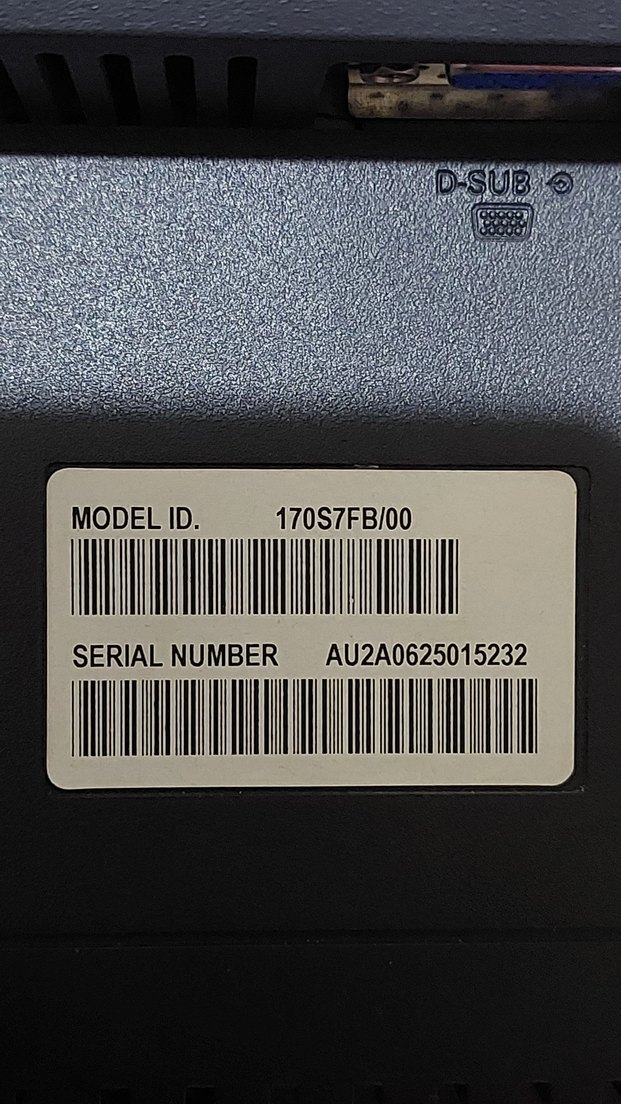 D-SUB
MODEL ID. 170S7FB/00
SERIAL NUMBER AU2A0625015232